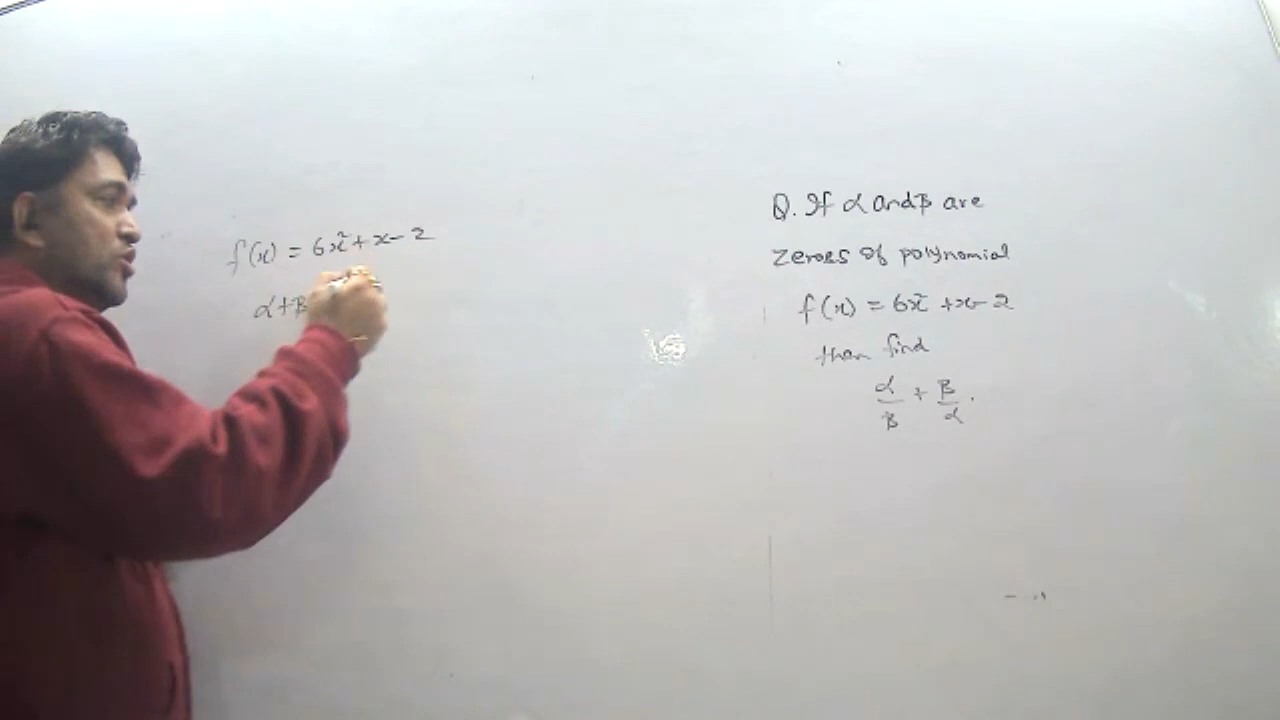 f(x) = 6x² + x - 2
α+β
Q. If α and β are
zeroes of polynomial
f(x) = 6x² + x - 2
then find
α/β + β/α .